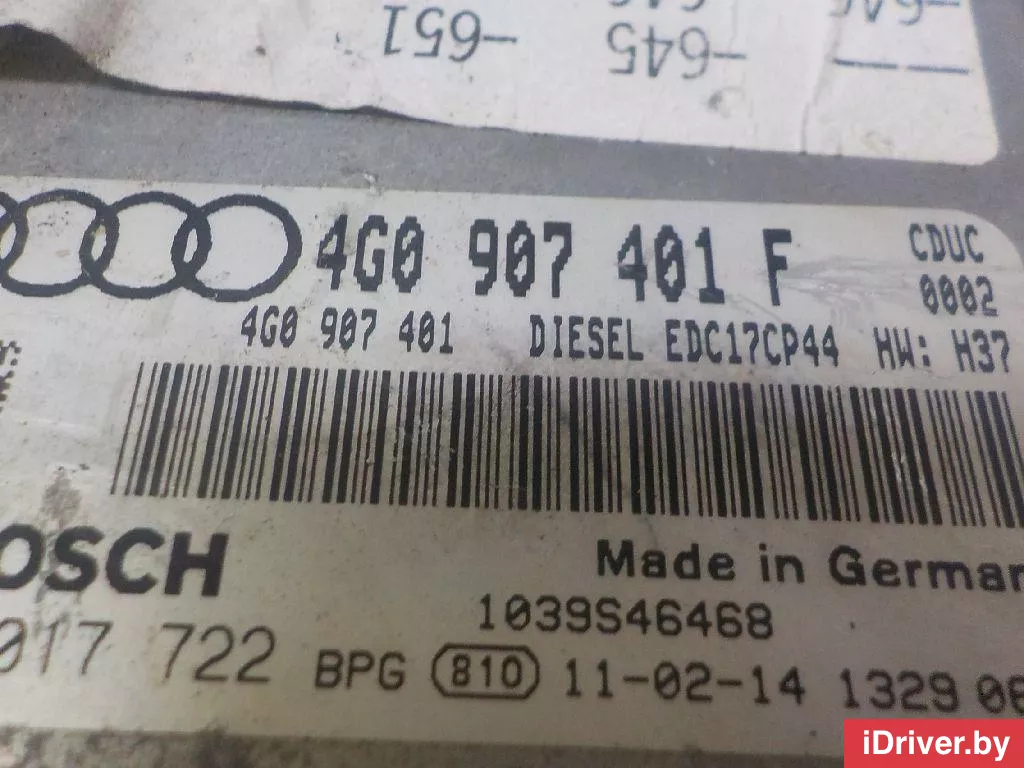 -651 -645
4G0 907 401 F CDUC
0002
4G0 907 401 DIESEL EDC17CP44 HW: H37
OSCH Made in German
1039S46468
017 722 BPG 810 11-02-14 1329
iDriver.by